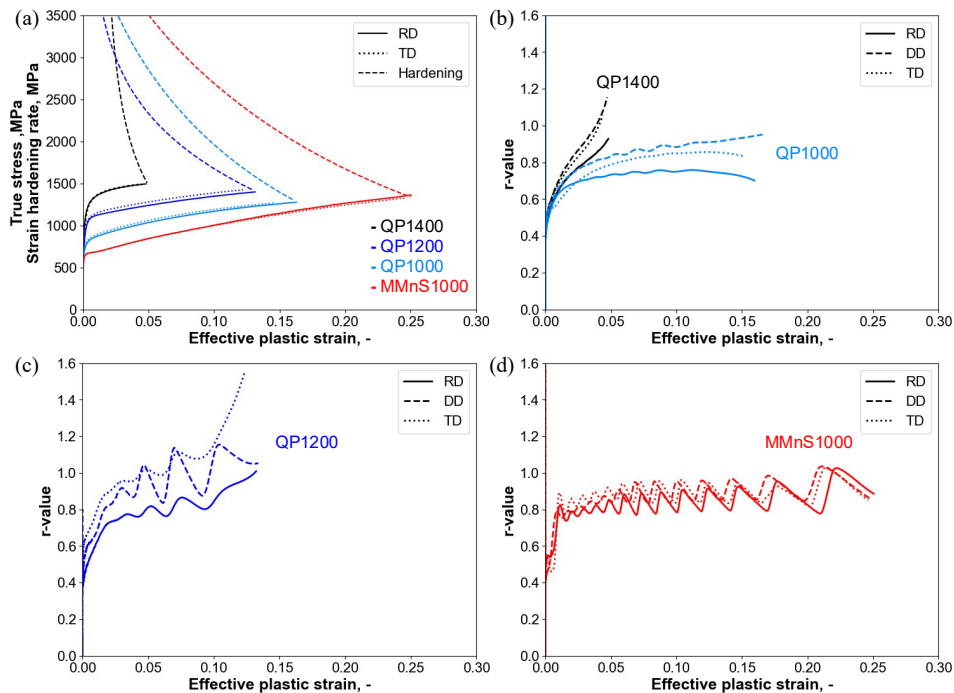 (a)
True stress ,MPa
Strain hardening rate, MPa
3500
3000
2500
2000
1500
1000
500
0
0.00 0.05 0.10 0.15 0.20 0.25 0.30
Effective plastic strain, -
RD
TD
Hardening
QP1400
QP1200
QP1000
MMnS1000
(b)
r-value
1.6
1.4
1.2
1.0
0.8
0.6
0.4
0.2
0.0
0.00 0.05 0.10 0.15 0.20 0.25 0.30
Effective plastic strain, -
RD
DD
TD
QP1400
QP1000
(c)
r-value
1.6
1.4
1.2
1.0
0.8
0.6
0.4
0.2
0.0
0.00 0.05 0.10 0.15 0.20 0.25 0.30
Effective plastic strain, -
RD
DD
TD
QP1200
(d)
r-value
1.6
1.4
1.2
1.0
0.8
0.6
0.4
0.2
0.0
0.00 0.05 0.10 0.15 0.20 0.25 0.30
Effective plastic strain, -
RD
DD
TD
MMnS1000